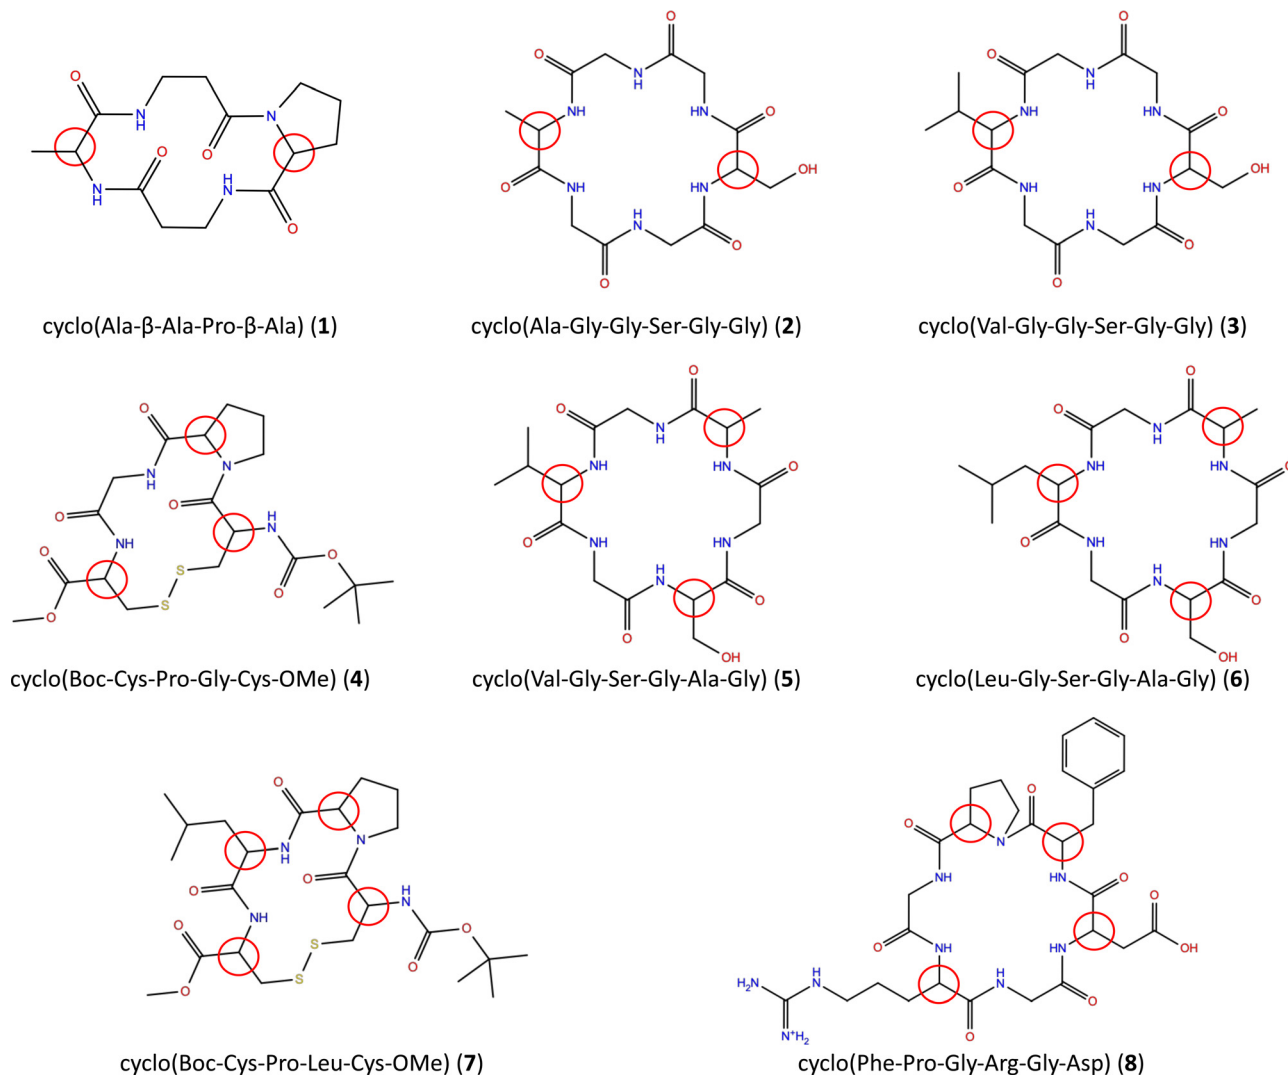 cyclo(Ala-β-Ala-Pro-β-Ala) (1)
cyclo(Ala-Gly-Gly-Ser-Gly-Gly) (2)
cyclo(Val-Gly-Gly-Ser-Gly-Gly) (3)
cyclo(Boc-Cys-Pro-Gly-Cys-OMe) (4)
cyclo(Val-Gly-Ser-Gly-Ala-Gly) (5)
cyclo(Leu-Gly-Ser-Gly-Ala-Gly) (6)
cyclo(Boc-Cys-Pro-Leu-Cys-OMe) (7)
cyclo(Phe-Pro-Gly-Arg-Gly-Asp) (8)